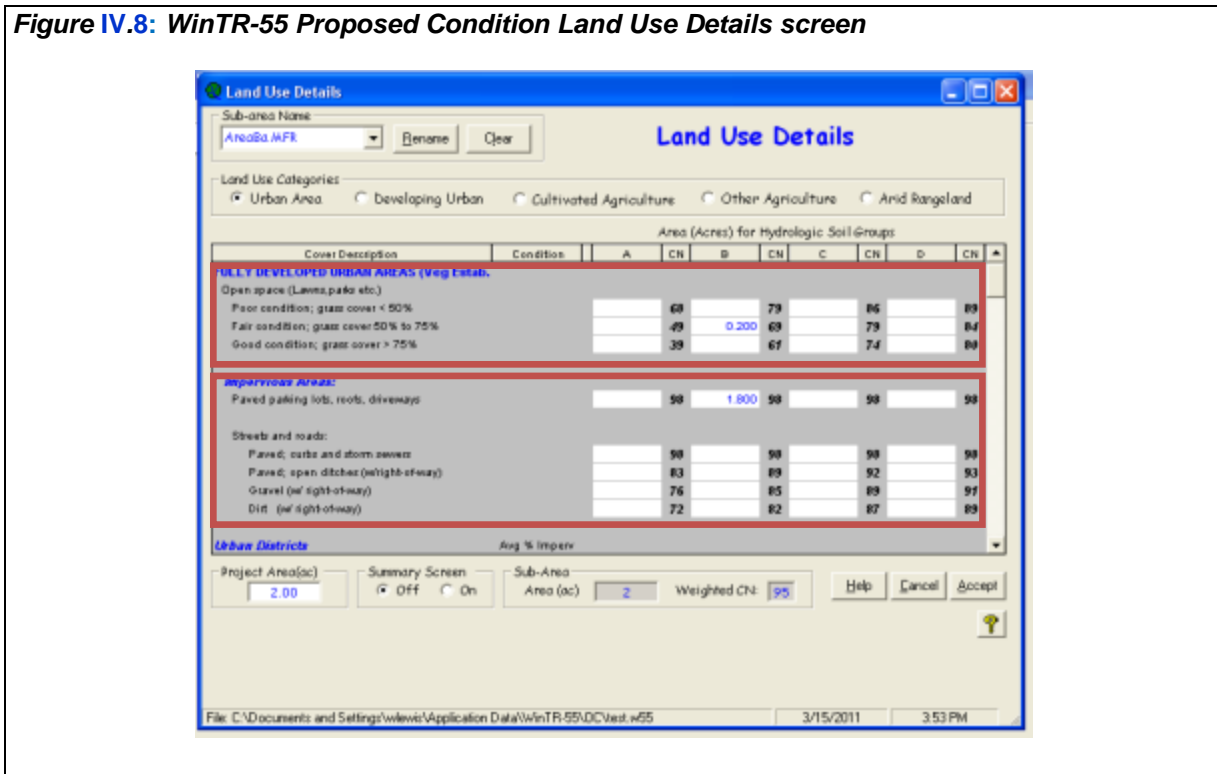 Figure IV.8: WinTR-55 Proposed Condition Land Use Details screen
Land Use Details
Sub-area Name
AreaBa MFR Rename Clear
Land Use Details
Land Use Categories
Urban Area Developing Urban Cultivated Agriculture Other Agriculture Arid Rangeland
Area (Acres) for Hydrologic Soil Groups
Cover Description Condition A CN B CN C CN D CN
FULLY DEVELOPED URBAN AREAS (Veg Estab.
Open space (Lawns,parks etc.)
Poor condition; grass cover < 50% 68 79 86 89
Fair condition; grass cover 50% to 75% 49 0.200 69 79 84
Good condition; grass cover > 75% 39 61 74 80
Impervious Areas:
Paved parking lots, roofs, driveways 98 1.800 98 98 98
Streets and roads:
Paved; curbs and storm sewers 98 98 98 98
Paved; open ditches (w/right-of-way) 83 89 92 93
Gravel (w/ right-of-way) 76 85 89 91
Dirt (w/ right-of-way) 72 82 87 89
Urban Districts Avg % Imperv
Project Area(ac) Summary Screen Sub-Area
2.00 Off On Area (ac) 2 Weighted CN: 95 Help Cancel Accept
?
File: C:\Documents and Settings\wlewis\Application Data\WinTR-55\DC\test.w55 3/15/2011 3:53 PM